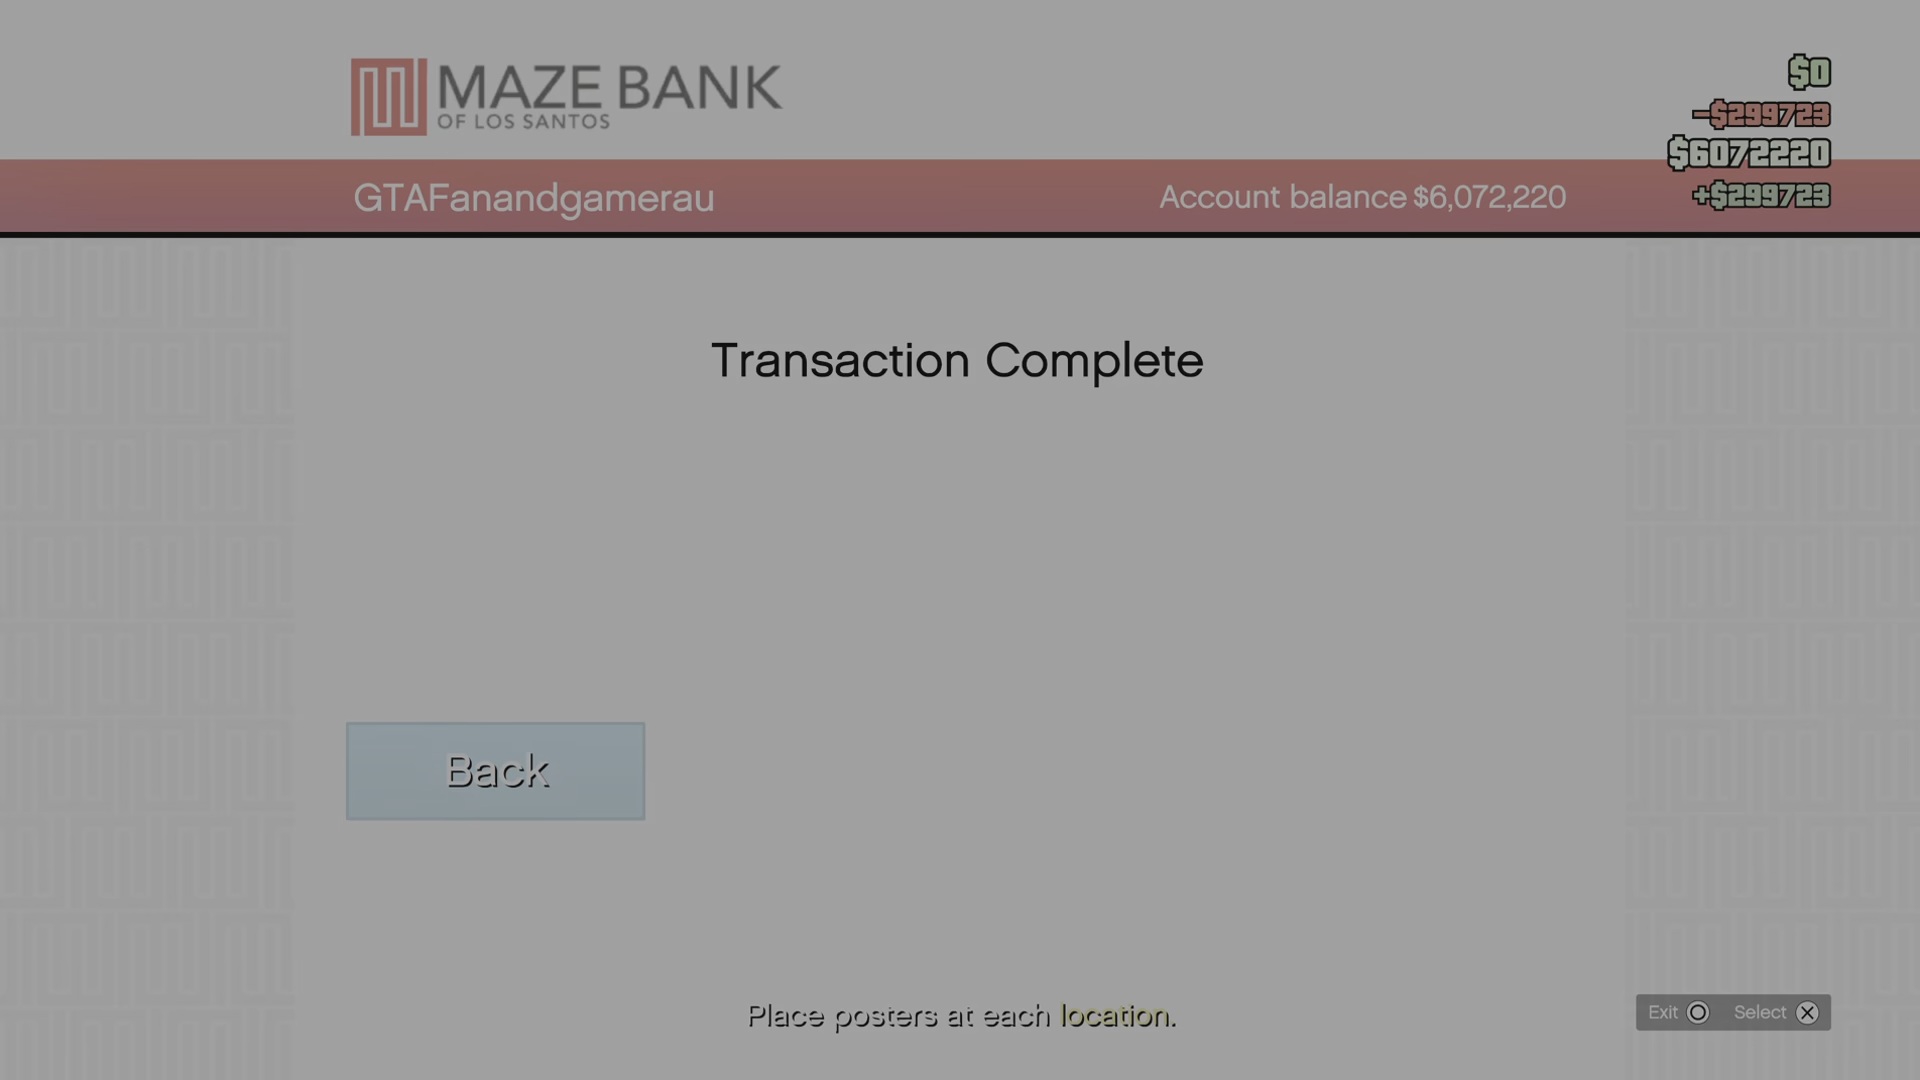 MAZE BANK
OF LOS SANTOS
$0
-$299723
$6072220
+$299723
GTAFanandgamerau
Account balance $6,072,220
Transaction Complete
Back
Place posters at each location.
Exit
Select